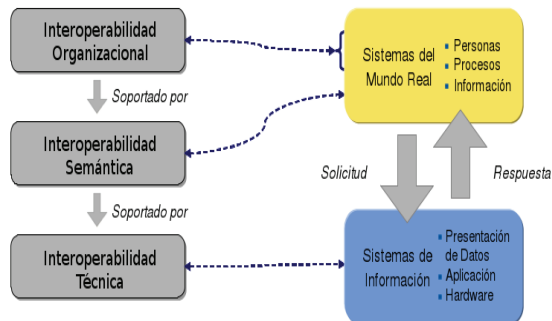 Interoperabilidad
Organizacional
Soportado por
Interoperabilidad
Semántica
Soportado por
Interoperabilidad
Técnica
Sistemas del
Mundo Real
▪ Personas
▪ Procesos
▪ Información
Solicitud
Respuesta
Sistemas de
Información
▪ Presentación
de Datos
▪ Aplicación
▪ Hardware